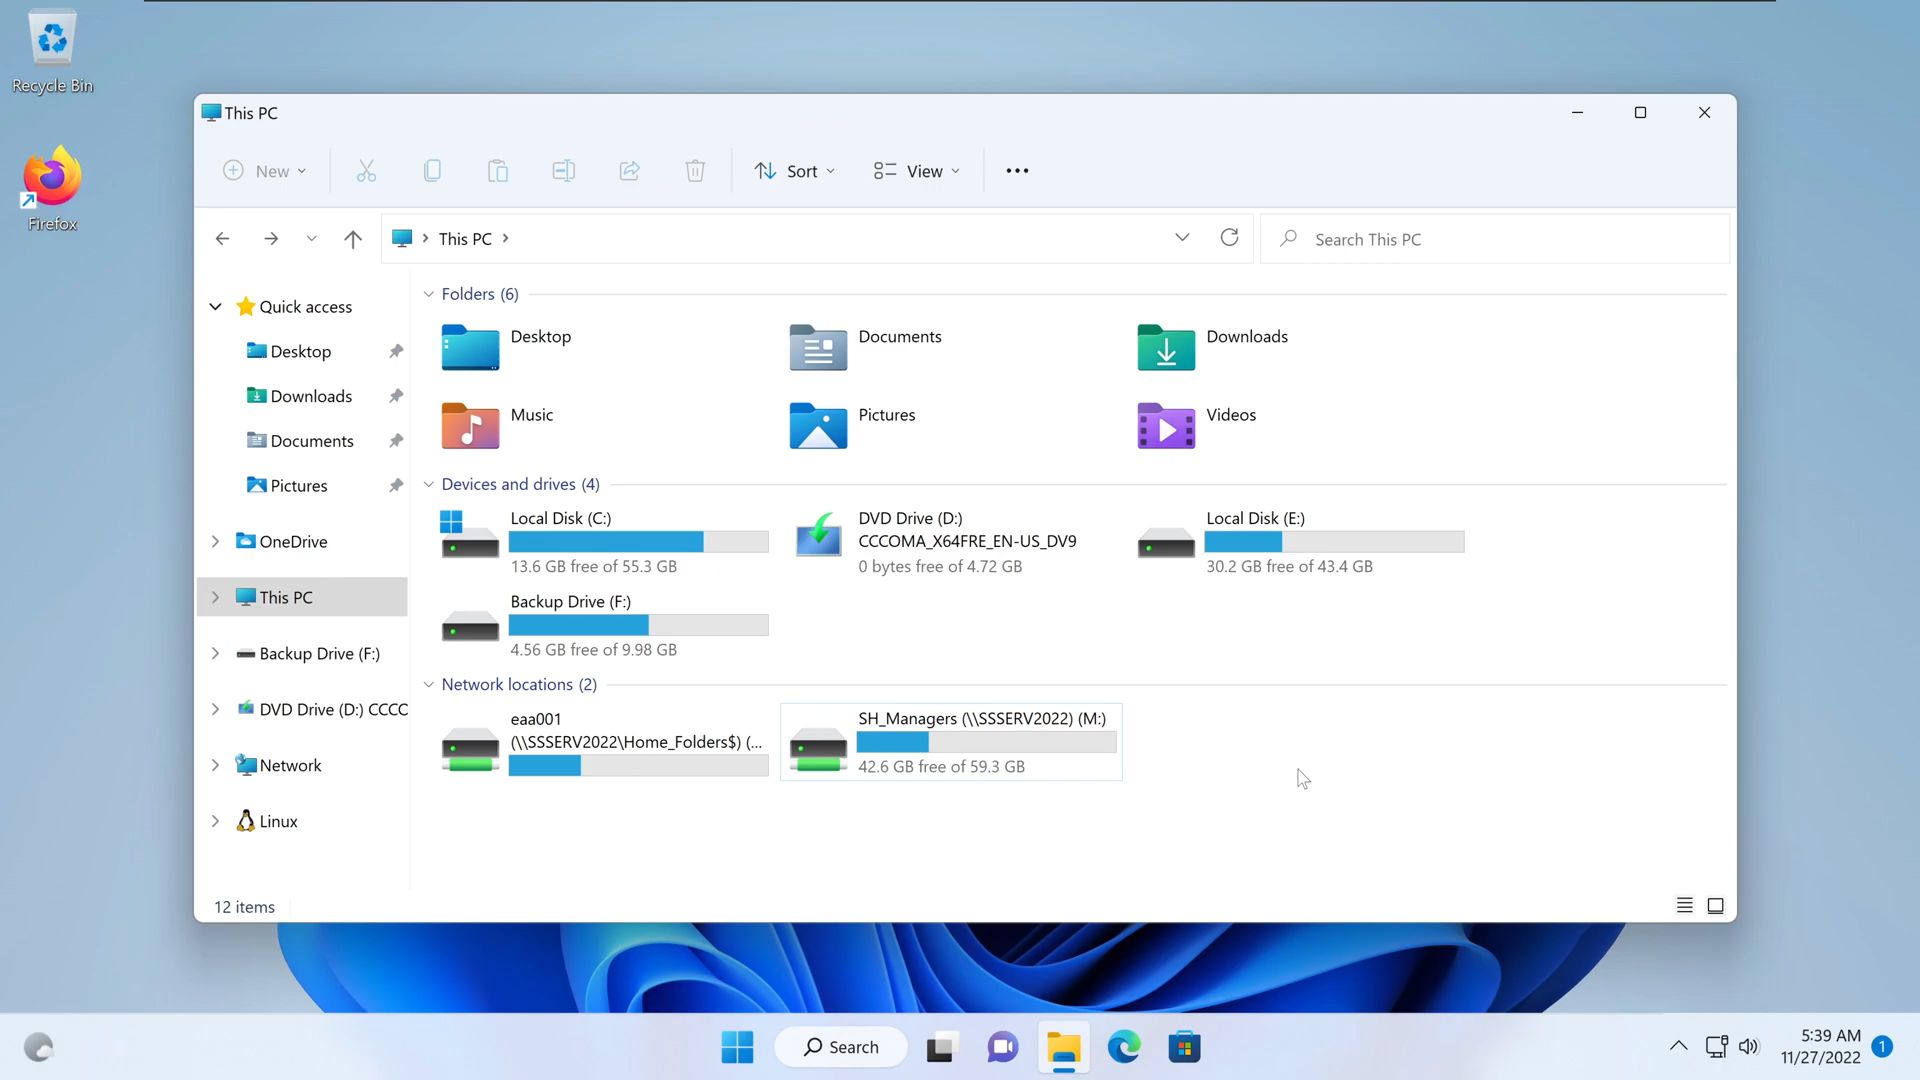 Recycle Bin
Firefox
This PC
New
Sort
View
This PC
Search This PC
Quick access
Desktop
Downloads
Documents
Pictures
OneDrive
This PC
Backup Drive (F:)
DVD Drive (D:) CCCC
Network
Linux
Folders (6)
Desktop
Documents
Downloads
Music
Pictures
Videos
Devices and drives (4)
Local Disk (C:)
13.6 GB free of 55.3 GB
DVD Drive (D:)
CCCOMA_X64FRE_EN-US_DV9
0 bytes free of 4.72 GB
Local Disk (E:)
30.2 GB free of 43.4 GB
Backup Drive (F:)
4.56 GB free of 9.98 GB
Network locations (2)
eaa001
(\\SSSERV2022\Home_Folders$) (...
SH_Managers (\\SSSERV2022) (M:)
42.6 GB free of 59.3 GB
12 items
Search
5:39 AM
11/27/2022
1